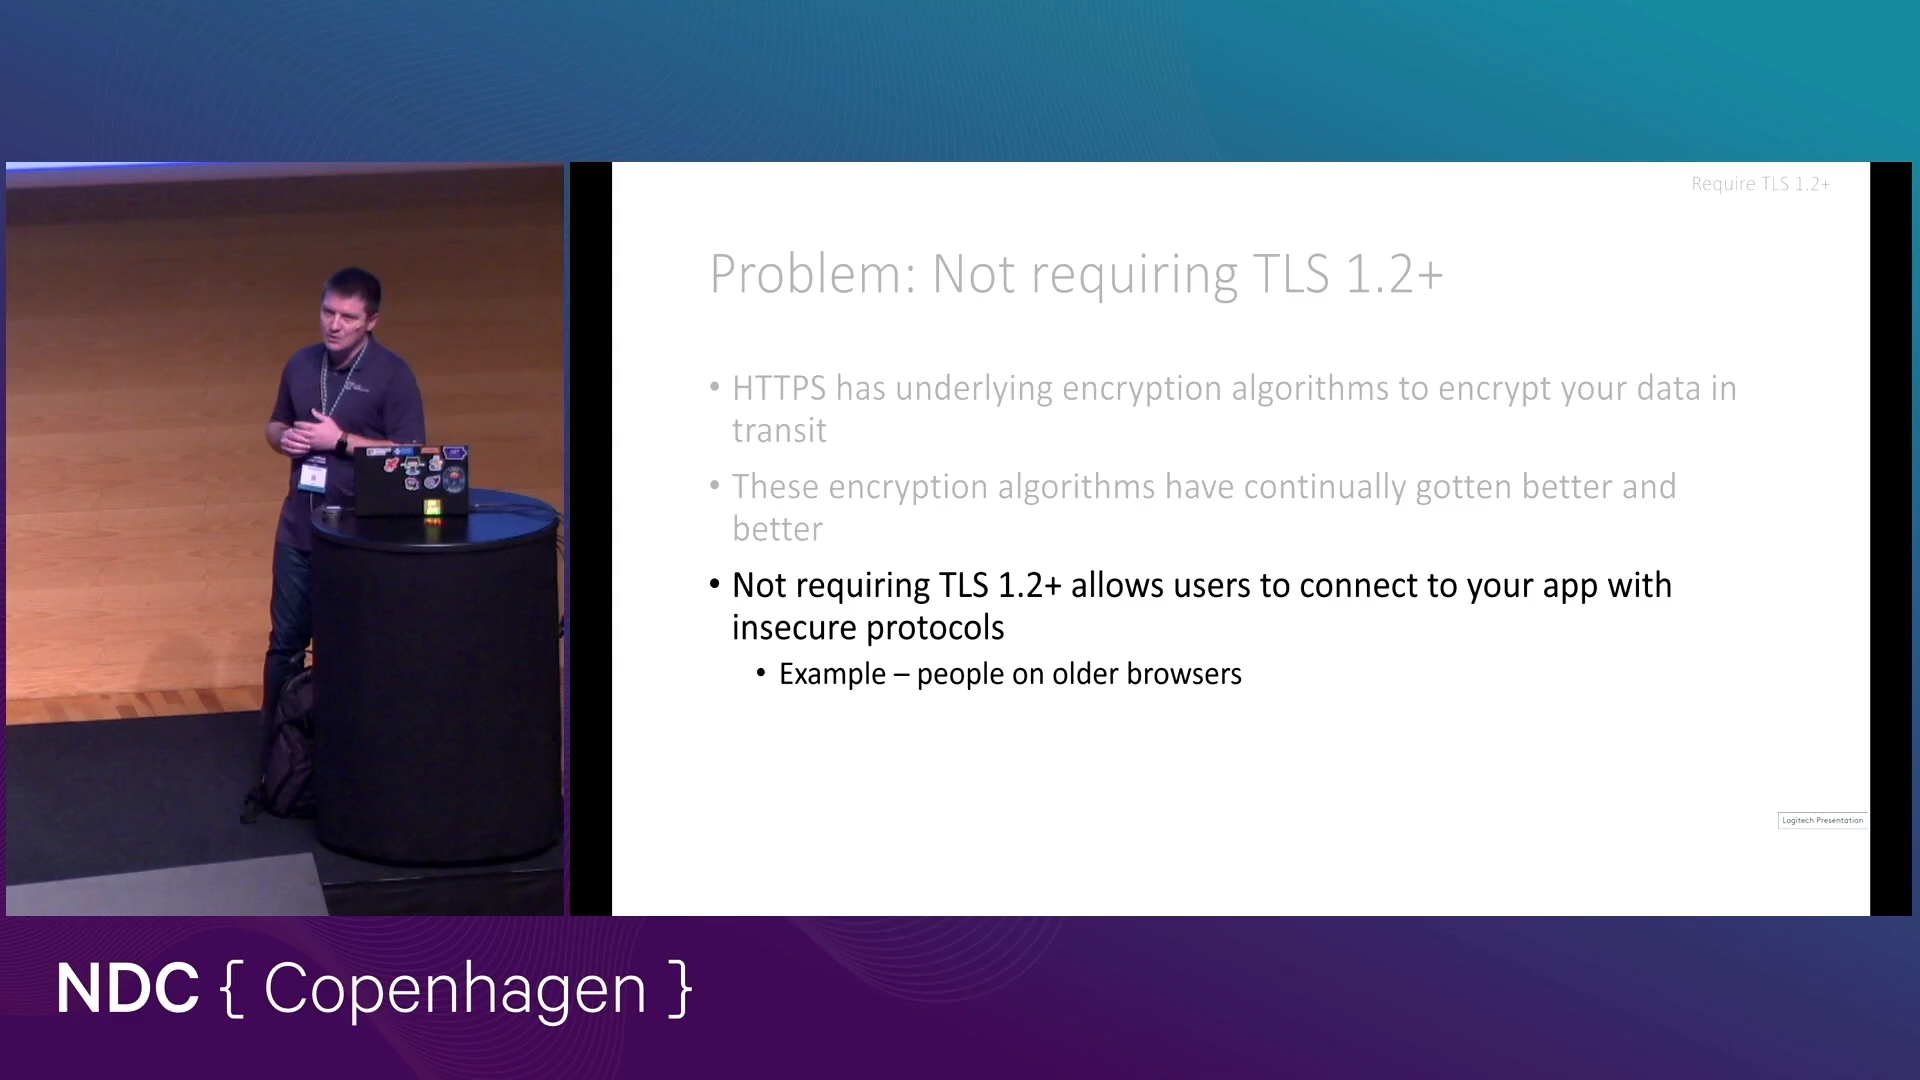 Require TLS 1.2+
Problem: Not requiring TLS 1.2+
• HTTPS has underlying encryption algorithms to encrypt your data in
transit
• These encryption algorithms have continually gotten better and
better
• Not requiring TLS 1.2+ allows users to connect to your app with
insecure protocols
• Example – people on older browsers
Logitech Presentation
NDC { Copenhagen }